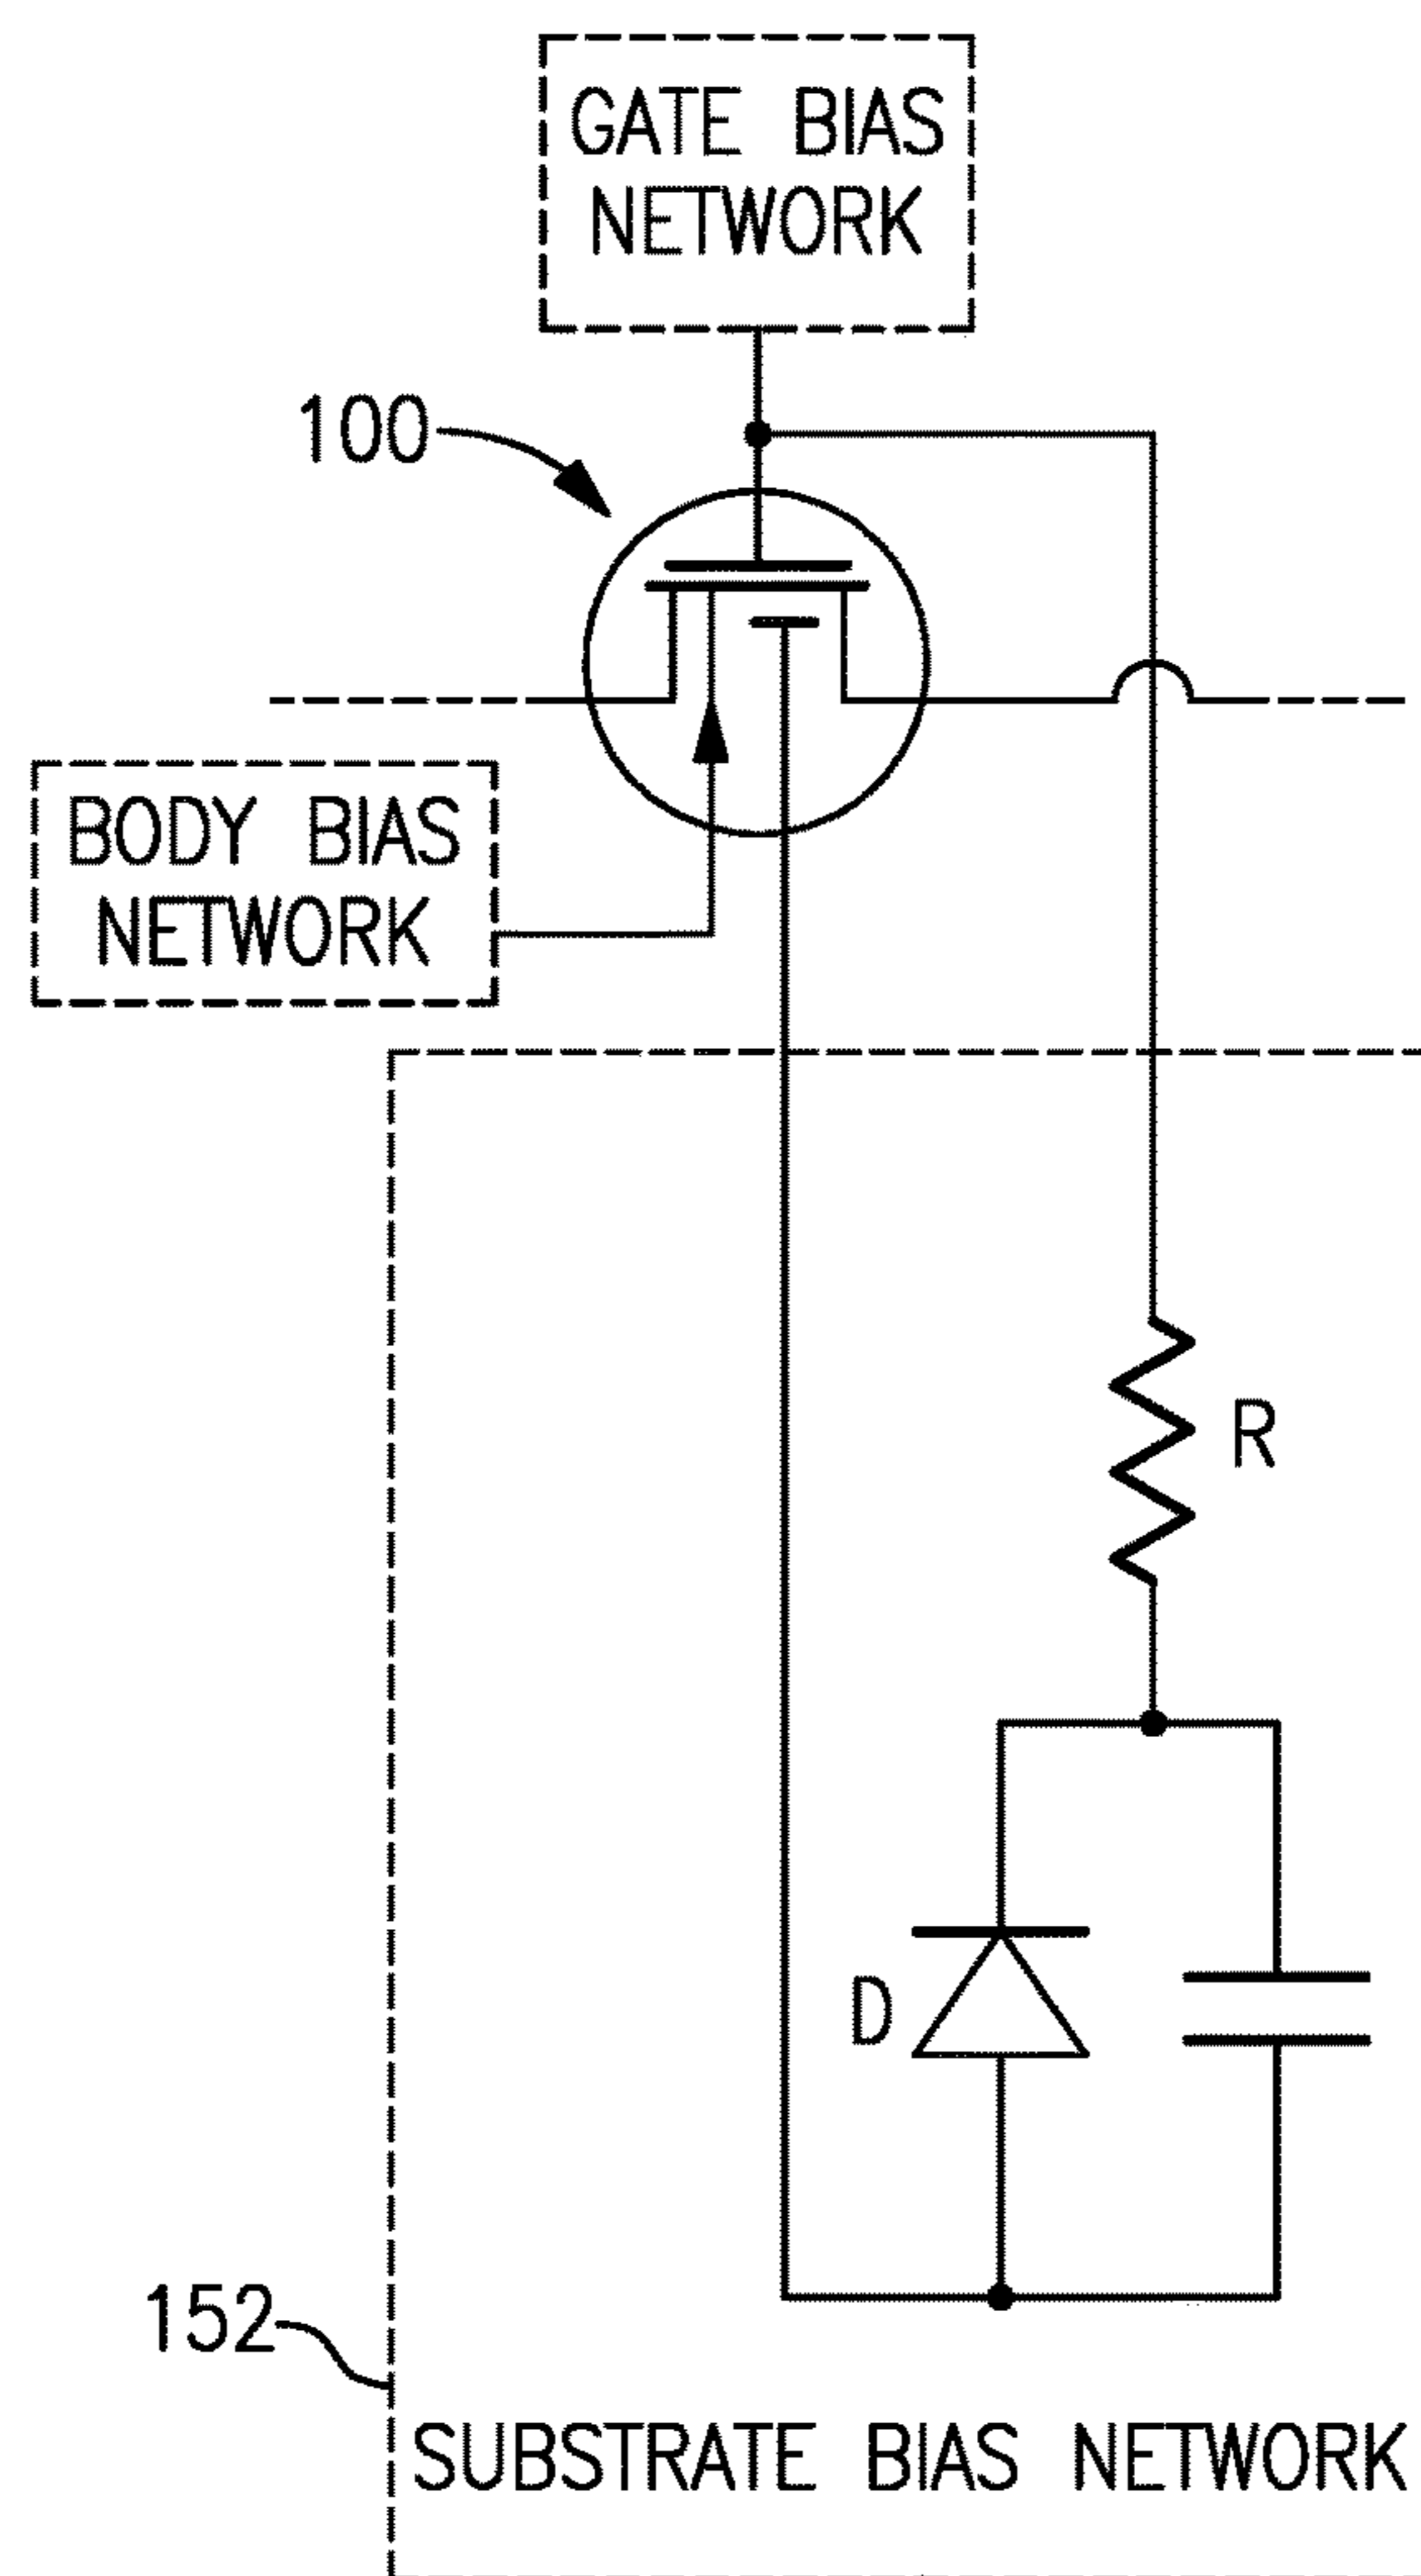 GATE BIAS
NETWORK
100
BODY BIAS
NETWORK
R
D
152
SUBSTRATE BIAS NETWORK